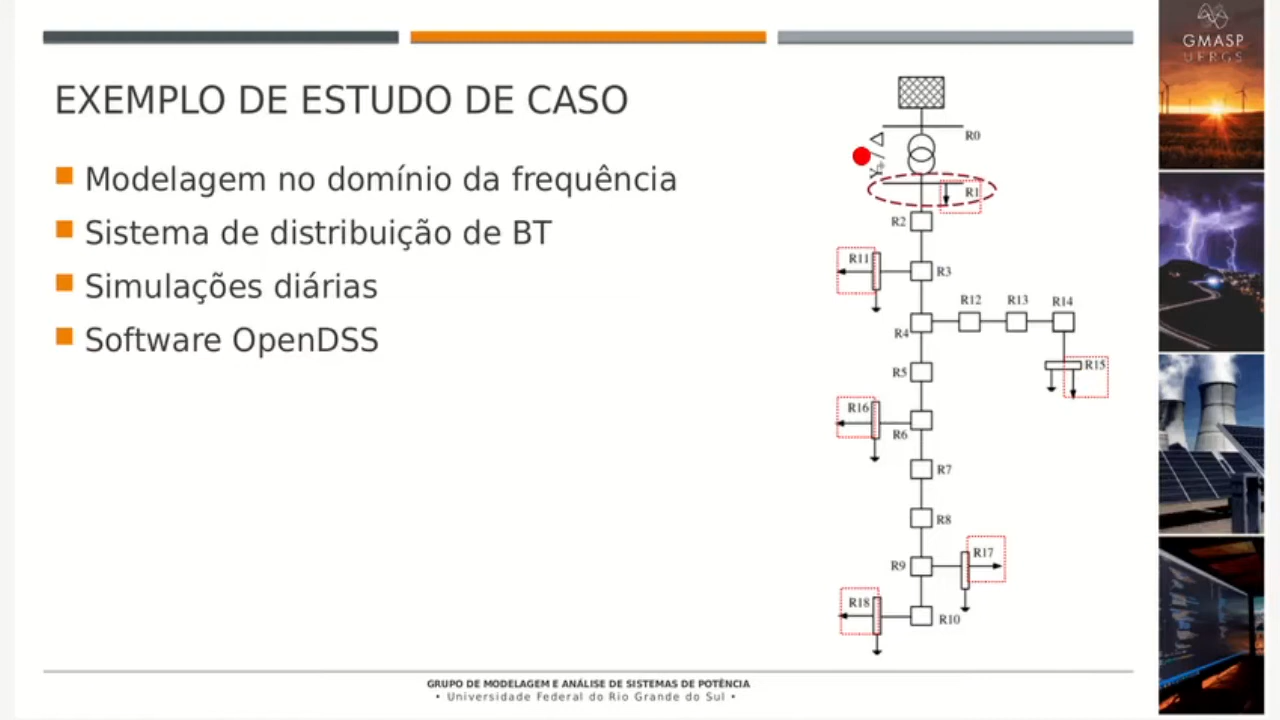 GMASP
UFRGS
EXEMPLO DE ESTUDO DE CASO
Modelagem no domínio da frequência
Sistema de distribuição de BT
Simulações diárias
Software OpenDSS
R0
R1
R2
R11
R3
R12
R13
R14
R4
R15
R5
R16
R6
R7
R8
R17
R9
R18
R10
GRUPO DE MODELAGEM E ANÁLISE DE SISTEMAS DE POTÊNCIA
• Universidade Federal do Rio Grande do Sul •